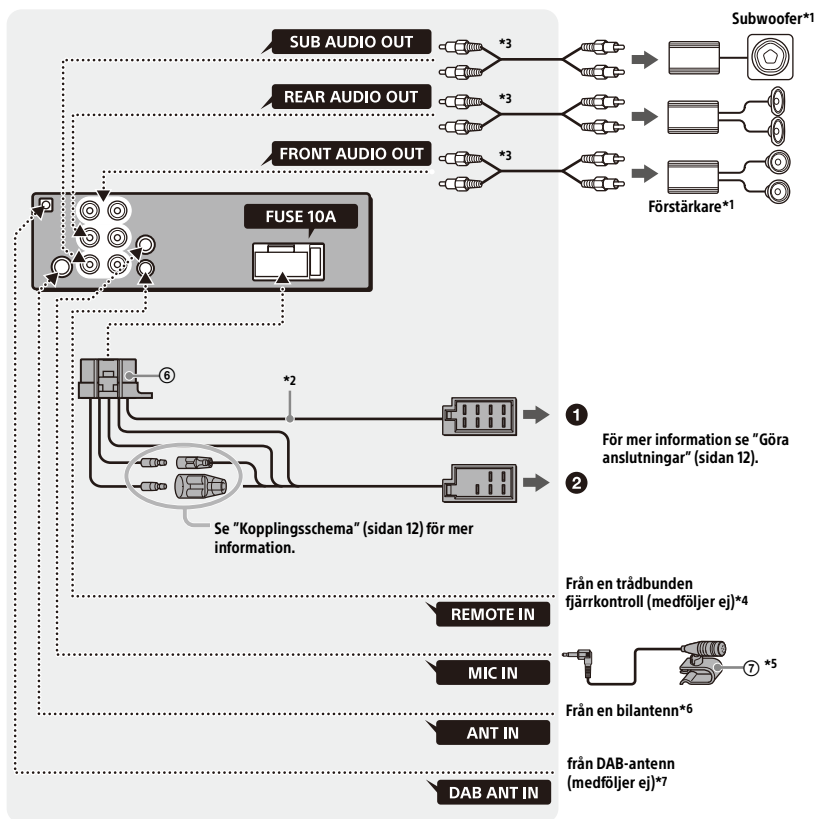 Subwoofer*1
SUB AUDIO OUT
*3
REAR AUDIO OUT
*3
FRONT AUDIO OUT
*3
Förstärkare*1
FUSE 10A
⑥
*2
❶
För mer information se "Göra
anslutningar" (sidan 12).
❷
Se "Kopplingsschema" (sidan 12) för mer
information.
Från en trådbunden
fjärrkontroll (medföljer ej)*4
REMOTE IN
⑦ *5
MIC IN
Från en bilantenn*6
ANT IN
från DAB-antenn
(medföljer ej)*7
DAB ANT IN